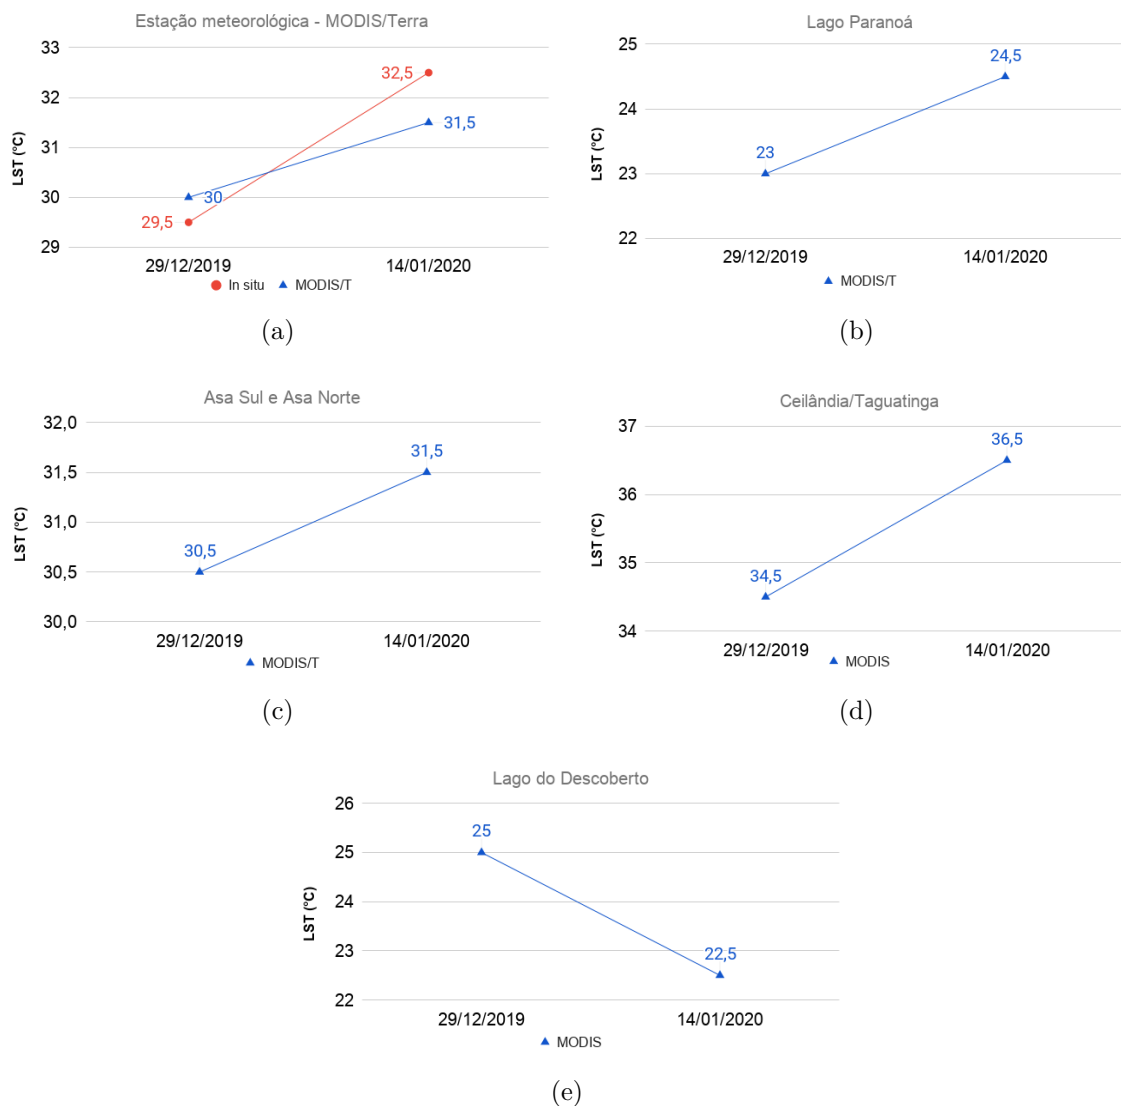 Estação meteorológica - MODIS/Terra
LST (°C)
33
32
31
30
29
32,5
31,5
30
29,5
29/12/2019 14/01/2020
In situ MODIS/T
(a)
Lago Paranoá
LST (°C)
25
24
23
22
24,5
23
29/12/2019 14/01/2020
MODIS/T
(b)
Asa Sul e Asa Norte
LST (°C)
32,0
31,5
31,0
30,5
30,0
31,5
30,5
29/12/2019 14/01/2020
MODIS/T
(c)
Ceilândia/Taguatinga
LST (°C)
37
36
35
34
36,5
34,5
29/12/2019 14/01/2020
MODIS
(d)
Lago do Descoberto
LST (°C)
26
25
24
23
22
25
22,5
29/12/2019 14/01/2020
MODIS
(e)